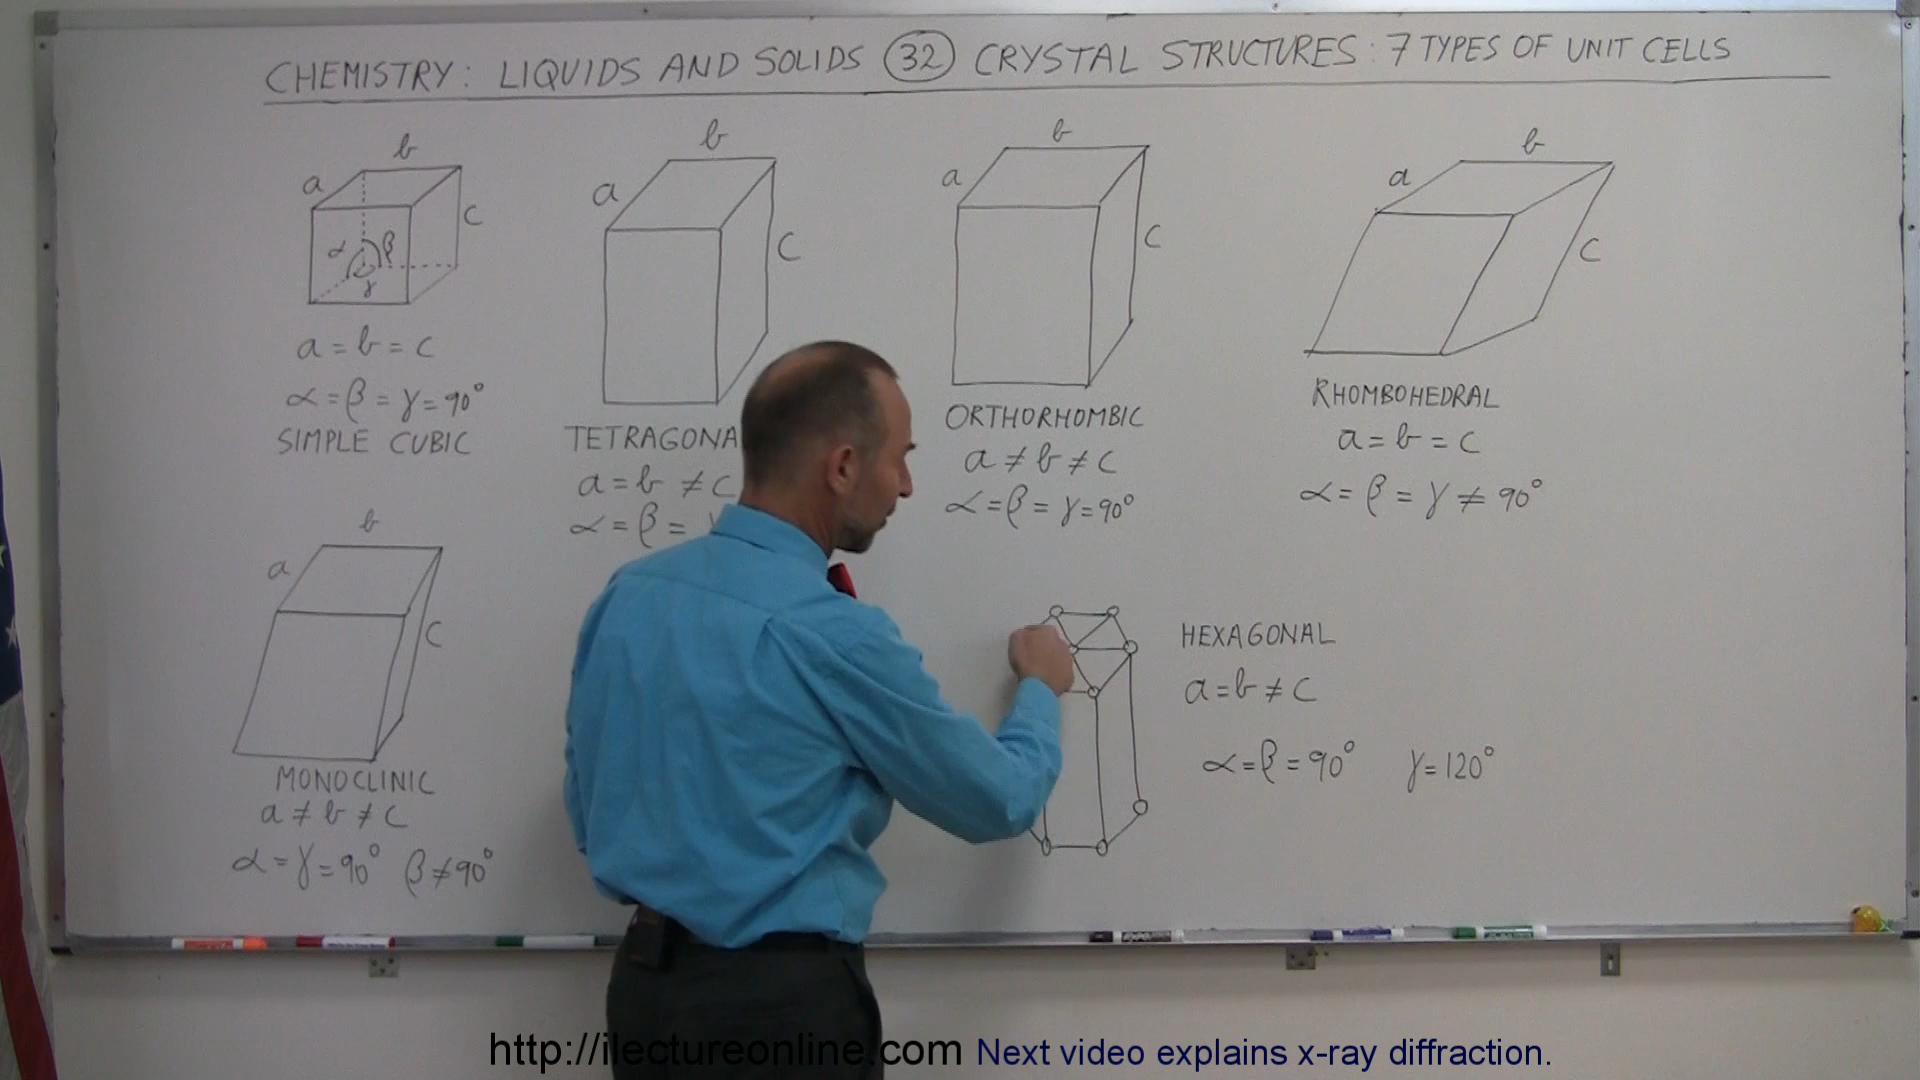 CHEMISTRY: LIQUIDS AND SOLIDS 32 CRYSTAL STRUCTURES: 7 TYPES OF UNIT CELLS
b
a
c
α β
γ
a = b = c
α = β = γ = 90°
SIMPLE CUBIC
b
a
c
TETRAGONA
a = b ≠ c
α = β =
b
a
c
ORTHORHOMBIC
a ≠ b ≠ c
α = β = γ = 90°
b
a
c
RHOMBOHEDRAL
a = b = c
α = β = γ ≠ 90°
b
a
c
MONOCLINIC
a ≠ b ≠ c
α = γ = 90° β ≠ 90°
HEXAGONAL
a = b ≠ c
α = β = 90° γ = 120°
http://ilectureonline.com Next video explains x-ray diffraction.